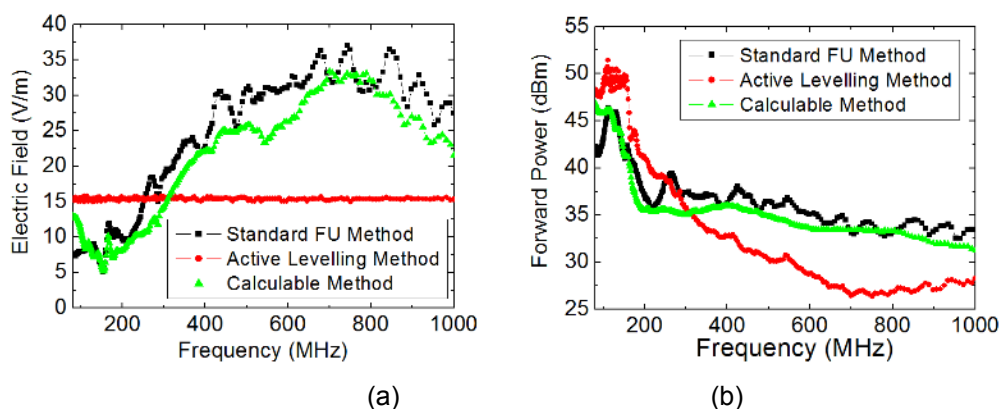 40
35
30
25
20
15
10
5
0
Electric Field (V/m)
Standard FU Method
Active Levelling Method
Calculable Method
200 400 600 800 1000
Frequency (MHz)
(a)
55
50
45
40
35
30
25
Forward Power (dBm)
Standard FU Method
Active Levelling Method
Calculable Method
200 400 600 800 1000
Frequency (MHz)
(b)